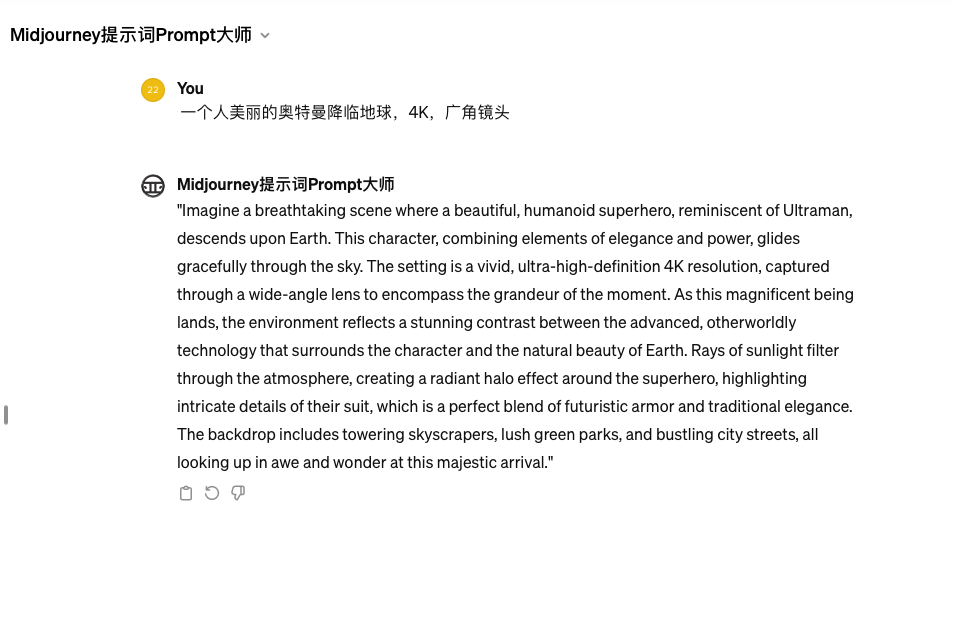 Midjourney提示词Prompt大师
22
You
一个人美丽的奥特曼降临地球，4K，广角镜头
Midjourney提示词Prompt大师
"Imagine a breathtaking scene where a beautiful, humanoid superhero, reminiscent of Ultraman,
descends upon Earth. This character, combining elements of elegance and power, glides
gracefully through the sky. The setting is a vivid, ultra-high-definition 4K resolution, captured
through a wide-angle lens to encompass the grandeur of the moment. As this magnificent being
lands, the environment reflects a stunning contrast between the advanced, otherworldly
technology that surrounds the character and the natural beauty of Earth. Rays of sunlight filter
through the atmosphere, creating a radiant halo effect around the superhero, highlighting
intricate details of their suit, which is a perfect blend of futuristic armor and traditional elegance.
The backdrop includes towering skyscrapers, lush green parks, and bustling city streets, all
looking up in awe and wonder at this majestic arrival."